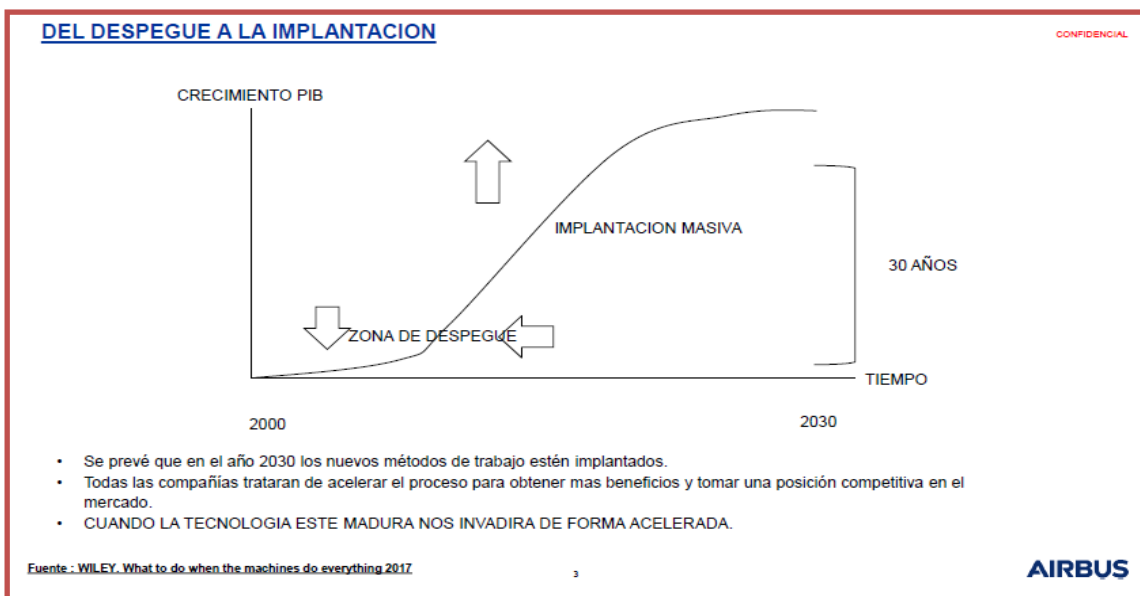 DEL DESPEGUE A LA IMPLANTACION
CONFIDENCIAL
CRECIMIENTO PIB
IMPLANTACION MASIVA
30 AÑOS
ZONA DE DESPEGUE
TIEMPO
2000
2030
• Se prevé que en el año 2030 los nuevos métodos de trabajo estén implantados.
• Todas las compañías trataran de acelerar el proceso para obtener mas beneficios y tomar una posición competitiva en el
mercado.
• CUANDO LA TECNOLOGIA ESTE MADURA NOS INVADIRA DE FORMA ACELERADA.
Fuente : WILEY. What to do when the machines do everything 2017
3
AIRBUS